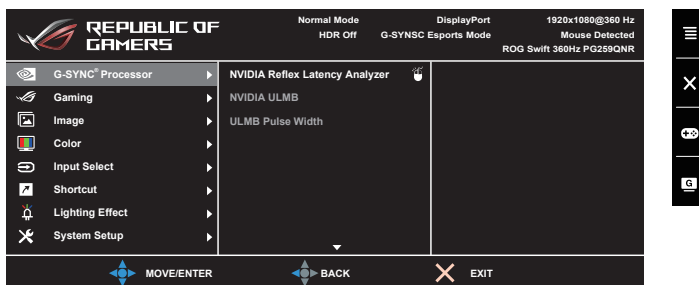 REPUBLIC OF
GAMERS
Normal Mode
HDR Off
DisplayPort
G-SYNSC Esports Mode
1920x1080@360 Hz
Mouse Detected
ROG Swift 360Hz PG259QNR
G-SYNC® Processor
Gaming
Image
Color
Input Select
Shortcut
Lighting Effect
System Setup
NVIDIA Reflex Latency Analyzer
NVIDIA ULMB
ULMB Pulse Width
MOVE/ENTER
BACK
EXIT
G